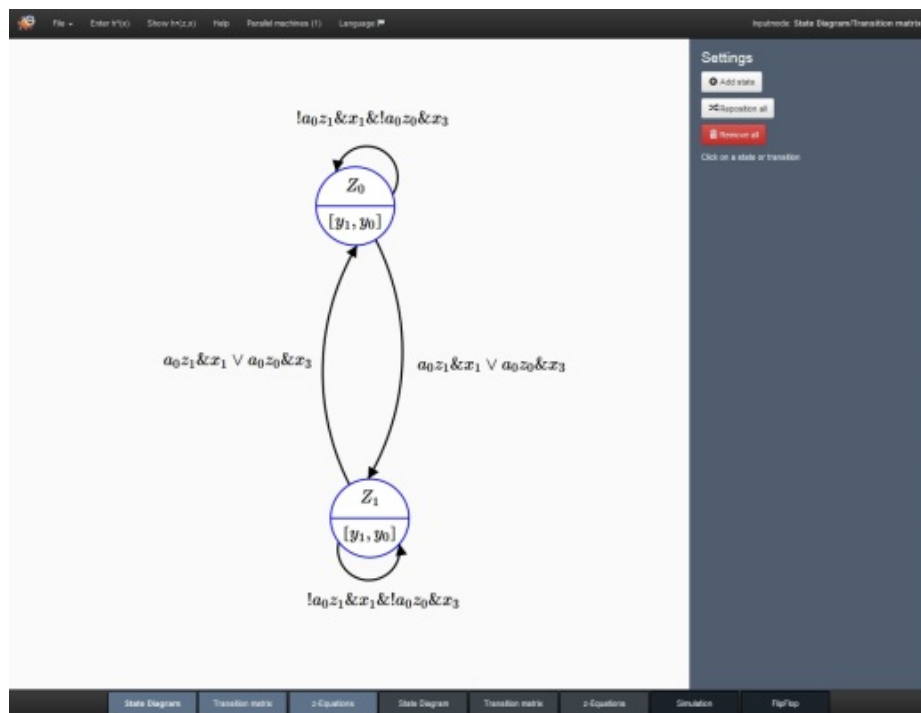 File Enter h*(x) Show h*(z,x) Help Parallel machines (1) Language Inputmode: State Diagram/Transition matrix
Settings
Add state
Reposition all
Remove all
Click on a state or transition
!a₀z₁&x₁&!a₀z₀&x₃
Z₀
[y₁, y₀]
a₀z₁&x₁ ∨ a₀z₀&x₃
a₀z₁&x₁ ∨ a₀z₀&x₃
Z₁
[y₁, y₀]
!a₀z₁&x₁&!a₀z₀&x₃
State Diagram Transition matrix z-Equations State Diagram Transition matrix z-Equations Simulation FlipFlop